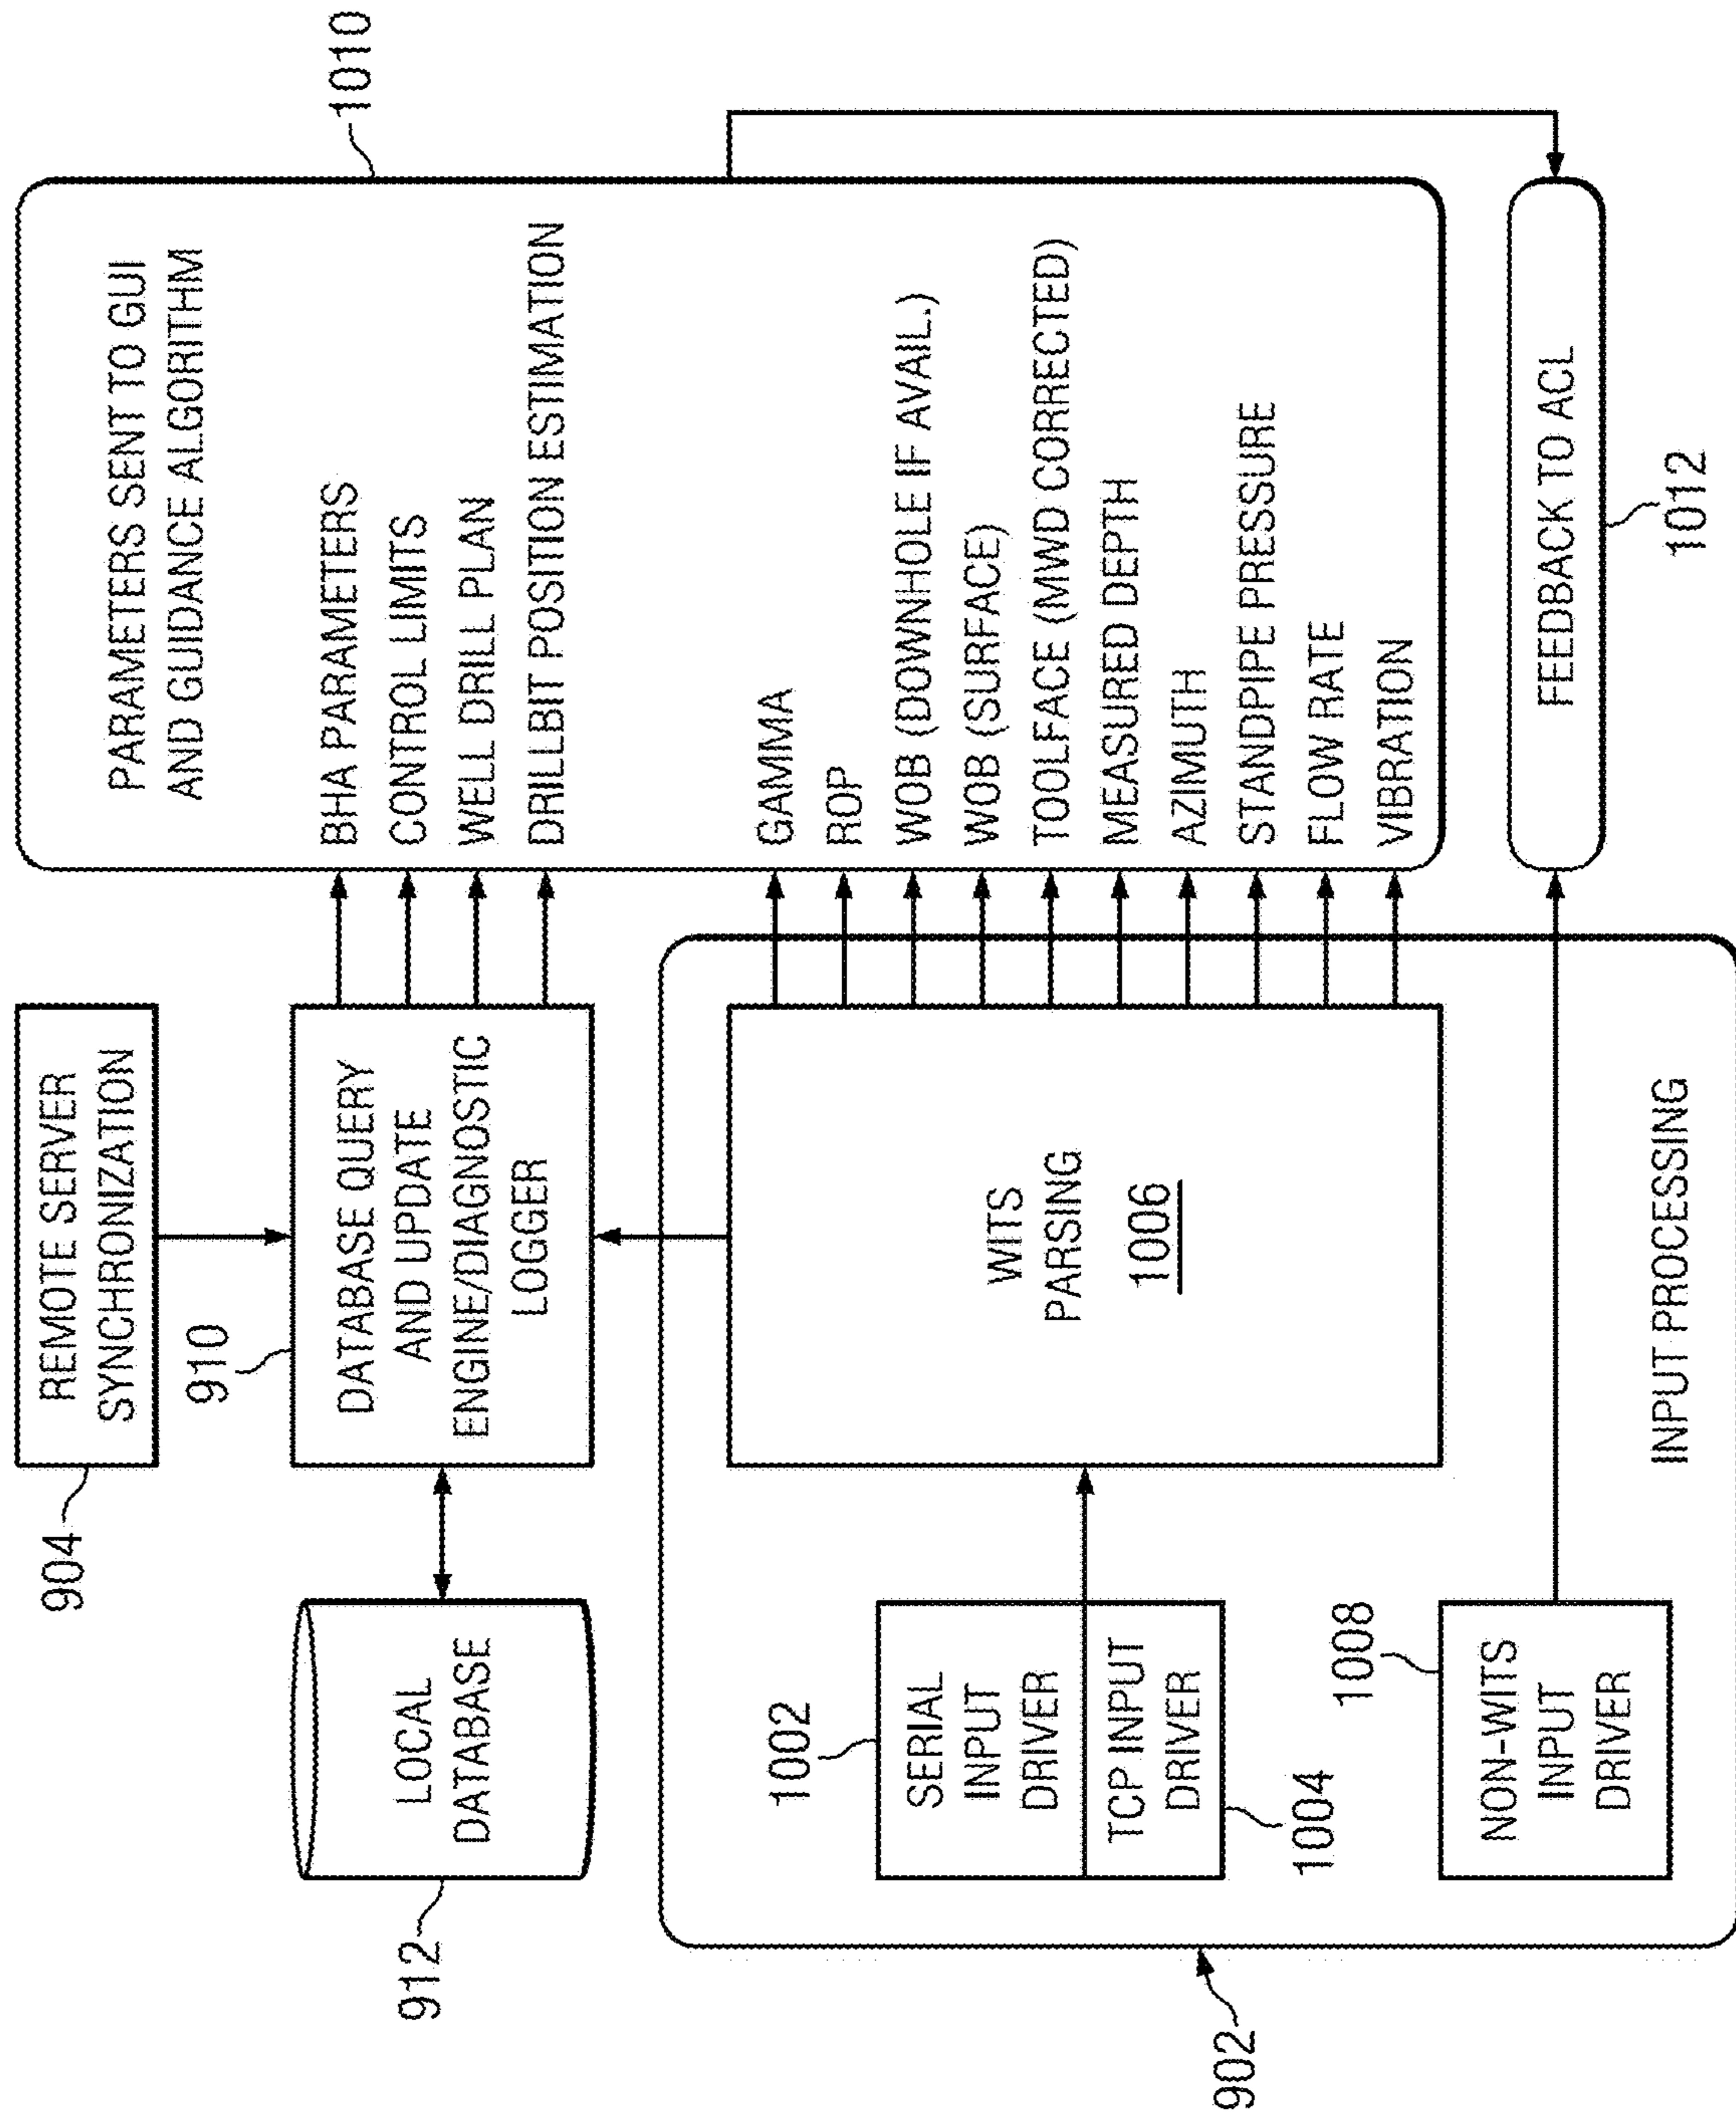 904
REMOTE SERVER
SYNCHRONIZATION
910
912
LOCAL
DATABASE
DATABASE QUERY
AND UPDATE
ENGINE/DIAGNOSTIC
LOGGER
1010
PARAMETERS SENT TO GUI
AND GUIDANCE ALGORITHM
BHA PARAMETERS
CONTROL LIMITS
WELL DRILL PLAN
DRILLBIT POSITION ESTIMATION
GAMMA
ROP
WOB (DOWNHOLE IF AVAIL.)
WOB (SURFACE)
TOOLFACE (MWD CORRECTED)
MEASURED DEPTH
AZIMUTH
STANDPIPE PRESSURE
FLOW RATE
VIBRATION
902
1002
SERIAL
INPUT
DRIVER
TCP INPUT
DRIVER
1004
WITS
PARSING
1006
1008
NON-WITS
INPUT
DRIVER
INPUT PROCESSING
FEEDBACK TO ACL
1012